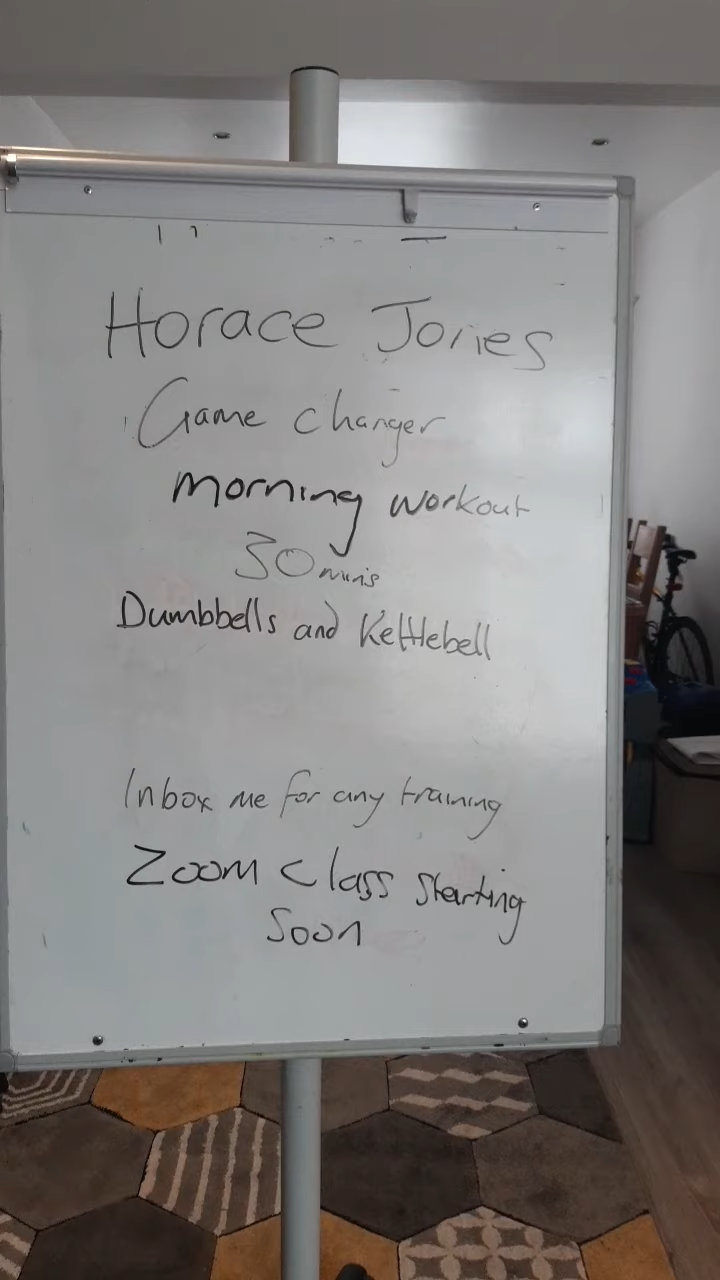 Horace Jones
Game changer
morning workout
30 mins
Dumbbells and Kettlebell
Inbox me for any training
Zoom Class starting
Soon